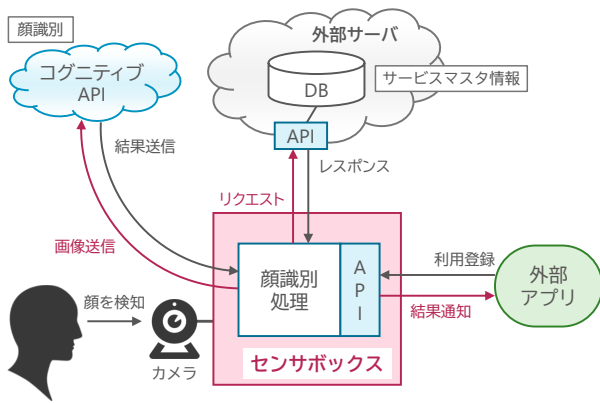 顔識別
コグニティブ
API
外部サーバ
DB
サービスマスタ情報
API
結果送信
レスポンス
リクエスト
画像送信
顔識別
処理
A
P
I
利用登録
結果通知
外部
アプリ
顔を検知
カメラ
センサボックス